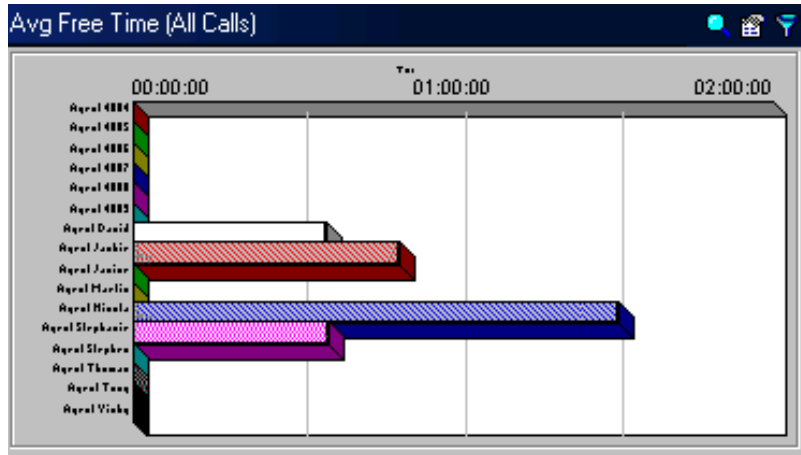 Avg Free Time (All Calls)
00:00:00
01:00:00
02:00:00
Agent 4004
Agent 4005
Agent 4006
Agent 4007
Agent 4008
Agent 4009
Agent David
Agent Jackie
Agent Janine
Agent Martin
Agent Nicola
Agent Stephanie
Agent Stephen
Agent Thomas
Agent Tony
Agent Vicky